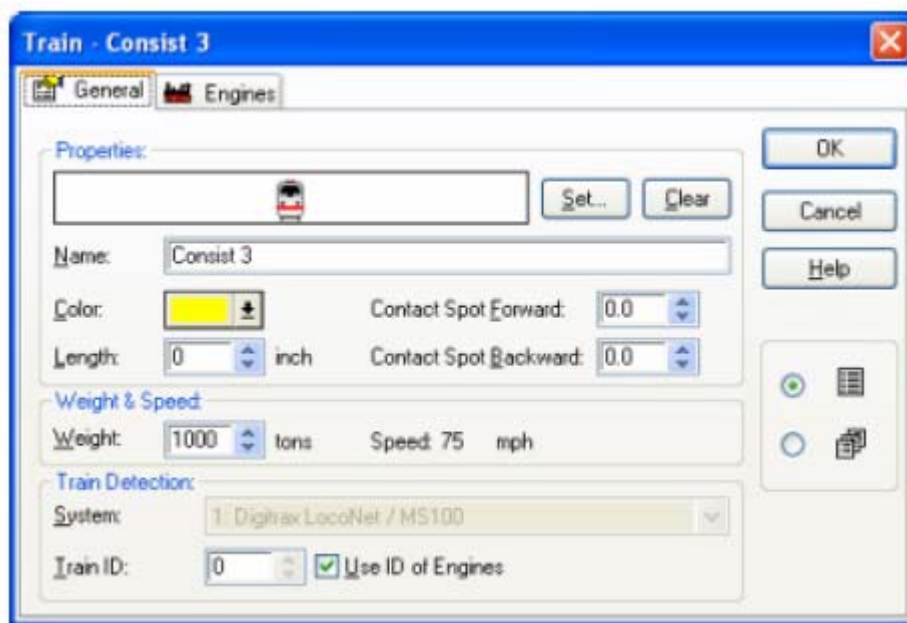 Train - Consist 3
General Engines
Properties:
Set... Clear
Name: Consist 3
Color: Contact Spot Forward: 0.0
Length: 0 inch Contact Spot Backward: 0.0
Weight & Speed:
Weight: 1000 tons Speed: 75 mph
Train Detection:
System: 1: Digitrax LocoNet / MS100
Train ID: 0 Use ID of Engines
OK
Cancel
Help